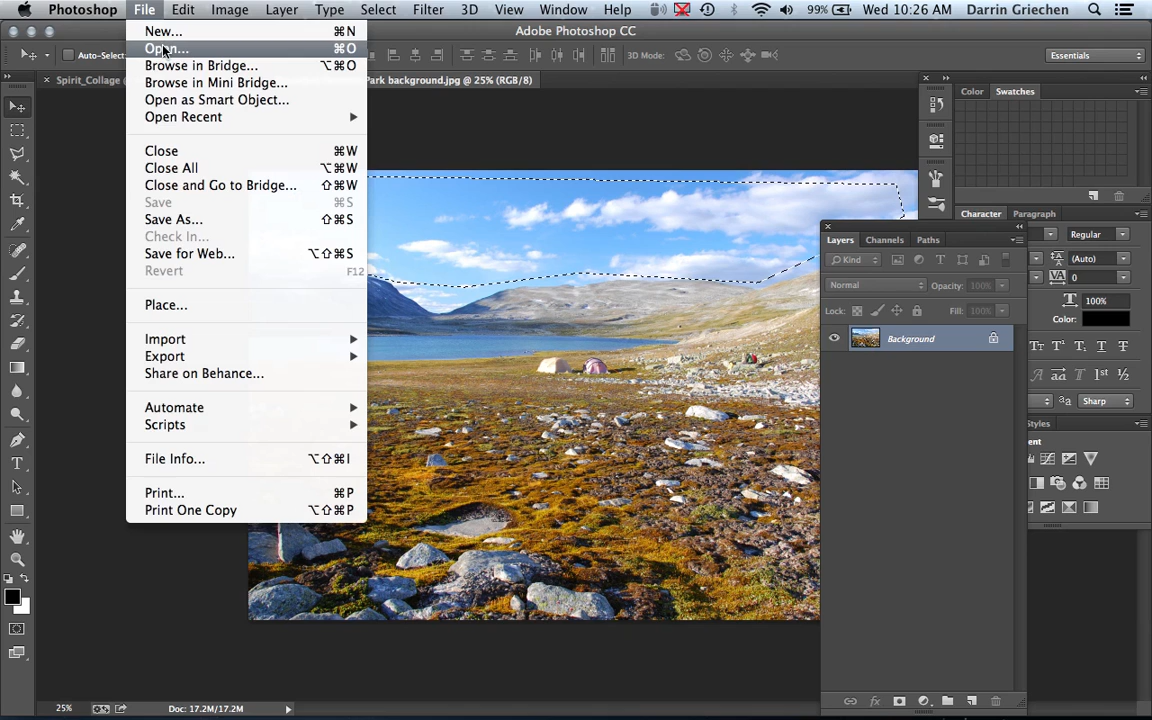 Photoshop File Edit Image Layer Type Select Filter 3D View Window Help 99% Wed 10:26 AM Darrin Griechen
Adobe Photoshop CC
Auto-Select 3D Mode: Essentials
Spirit_Collage @ Park background.jpg @ 25% (RGB/8)
New... ⌘N
Open... ⌘O
Browse in Bridge... ⌥⌘O
Browse in Mini Bridge...
Open as Smart Object...
Open Recent
Close ⌘W
Close All ⌥⌘W
Close and Go to Bridge... ⇧⌘W
Save ⌘S
Save As... ⇧⌘S
Check In...
Save for Web... ⌥⇧⌘S
Revert F12
Place...
Import
Export
Share on Behance...
Automate
Scripts
File Info... ⌥⇧⌘I
Print... ⌘P
Print One Copy ⌥⇧⌘P
Color Swatches
Character Paragraph
Regular
(Auto)
0
100%
Color:
Sharp
Styles
Layers Channels Paths
Kind
Normal Opacity: 100%
Lock: Fill: 100%
Background
fx
25% Doc: 17.2M/17.2M